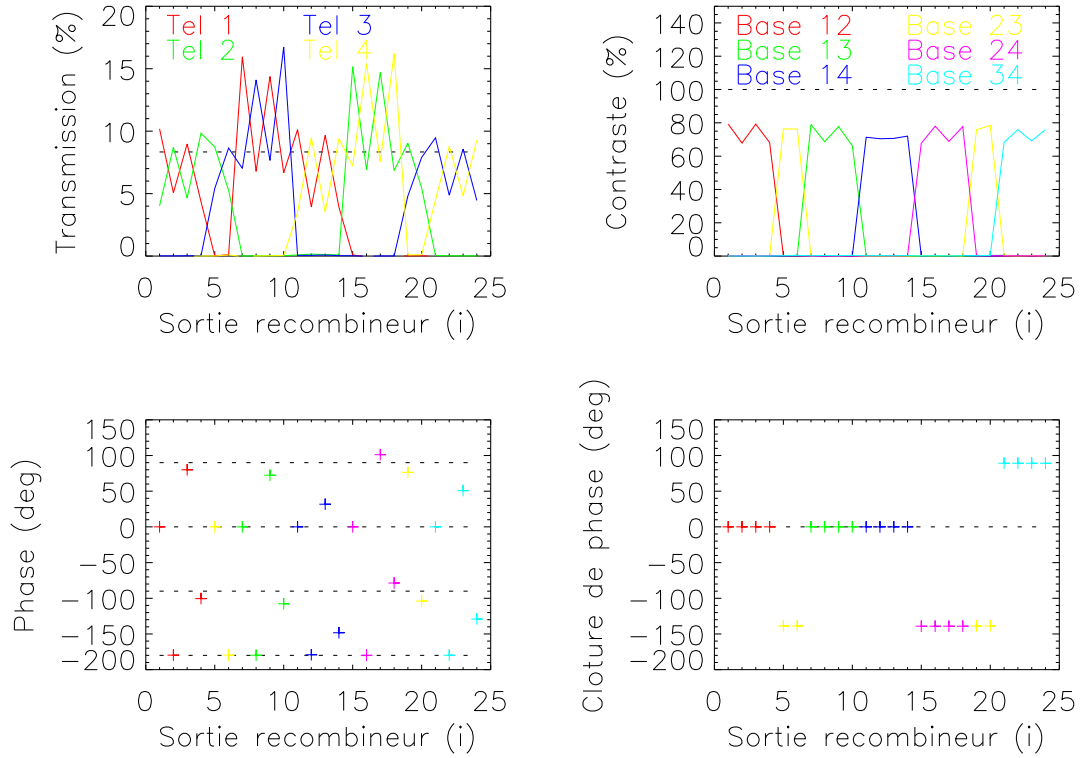 Transmission (%)
20
15
10
5
0
Tel 1
Tel 3
Tel 2
Tel 4
0 5 10 15 20 25
Sortie recombineur (i)
Contraste (%)
140
120
100
80
60
40
20
0
Base 12
Base 23
Base 13
Base 24
Base 14
Base 34
0 5 10 15 20 25
Sortie recombineur (i)
Phase (deg)
150
100
50
0
−50
−100
−150
−200
0 5 10 15 20 25
Sortie recombineur (i)
Cloture de phase (deg)
150
100
50
0
−50
−100
−150
−200
0 5 10 15 20 25
Sortie recombineur (i)